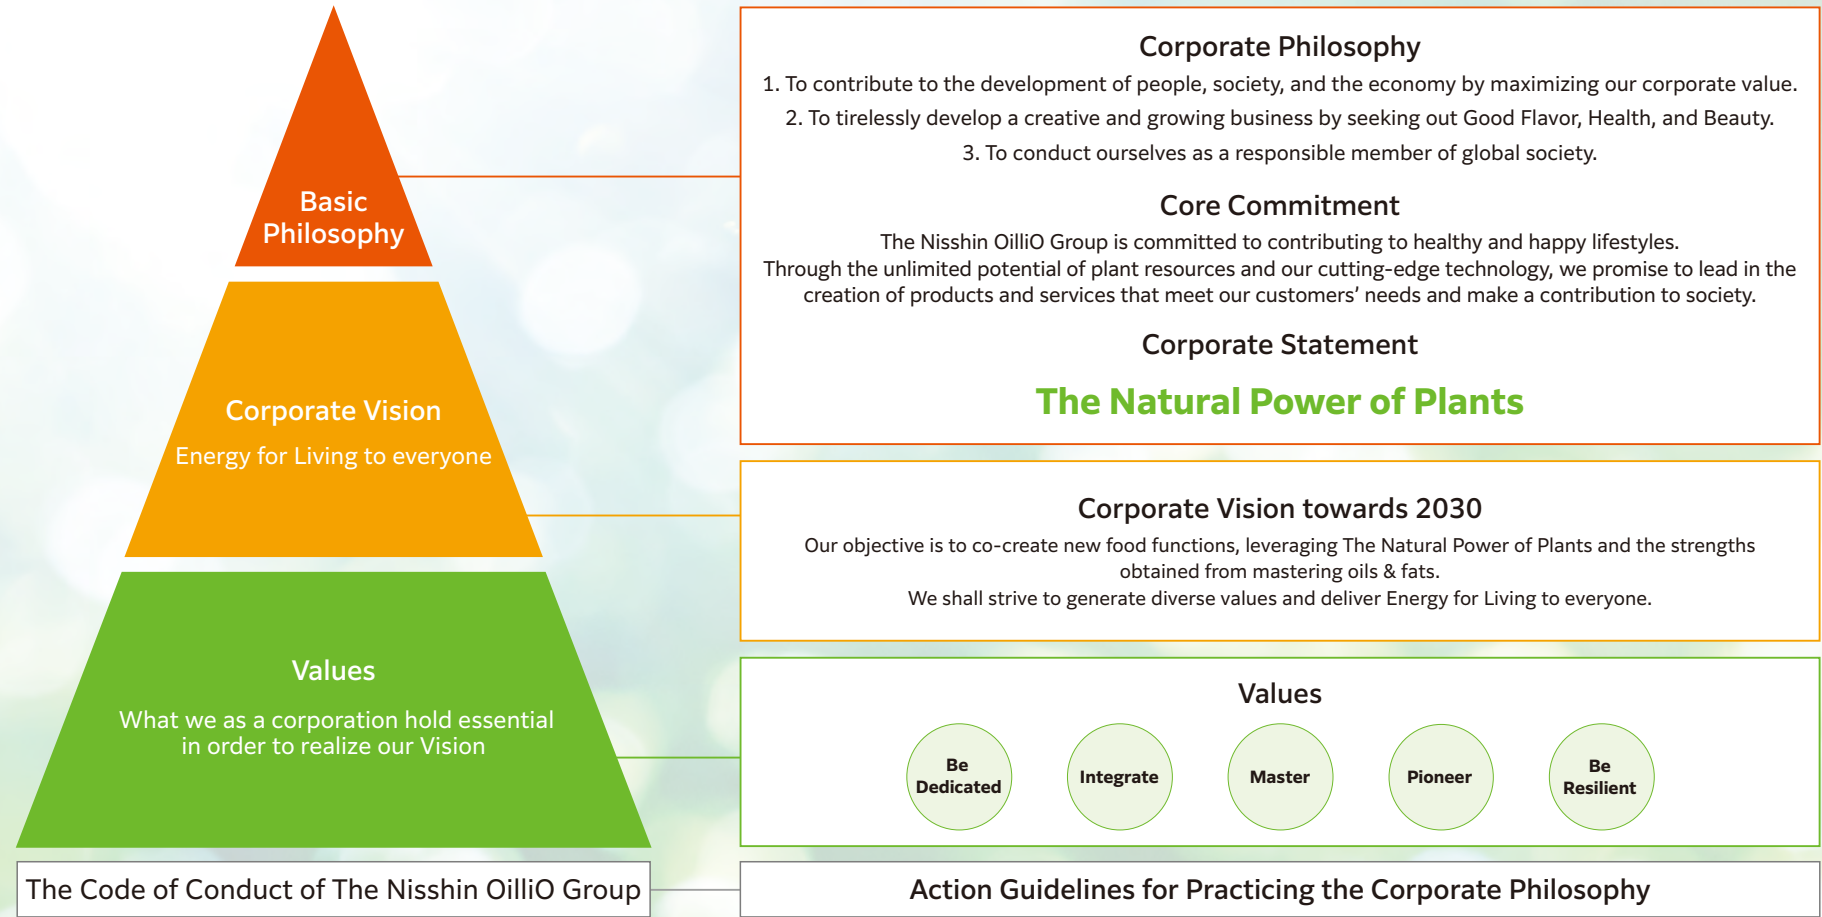 Basic
Philosophy
Corporate Vision
Energy for Living to everyone
Values
What we as a corporation hold essential
in order to realize our Vision
The Code of Conduct of The Nisshin OilliO Group
Corporate Philosophy
1. To contribute to the development of people, society, and the economy by maximizing our corporate value.
2. To tirelessly develop a creative and growing business by seeking out Good Flavor, Health, and Beauty.
3. To conduct ourselves as a responsible member of global society.
Core Commitment
The Nisshin OilliO Group is committed to contributing to healthy and happy lifestyles.
Through the unlimited potential of plant resources and our cutting-edge technology, we promise to lead in the
creation of products and services that meet our customers’ needs and make a contribution to society.
Corporate Statement
The Natural Power of Plants
Corporate Vision towards 2030
Our objective is to co-create new food functions, leveraging The Natural Power of Plants and the strengths
obtained from mastering oils & fats.
We shall strive to generate diverse values and deliver Energy for Living to everyone.
Values
Be
Dedicated
Integrate
Master
Pioneer
Be
Resilient
Action Guidelines for Practicing the Corporate Philosophy